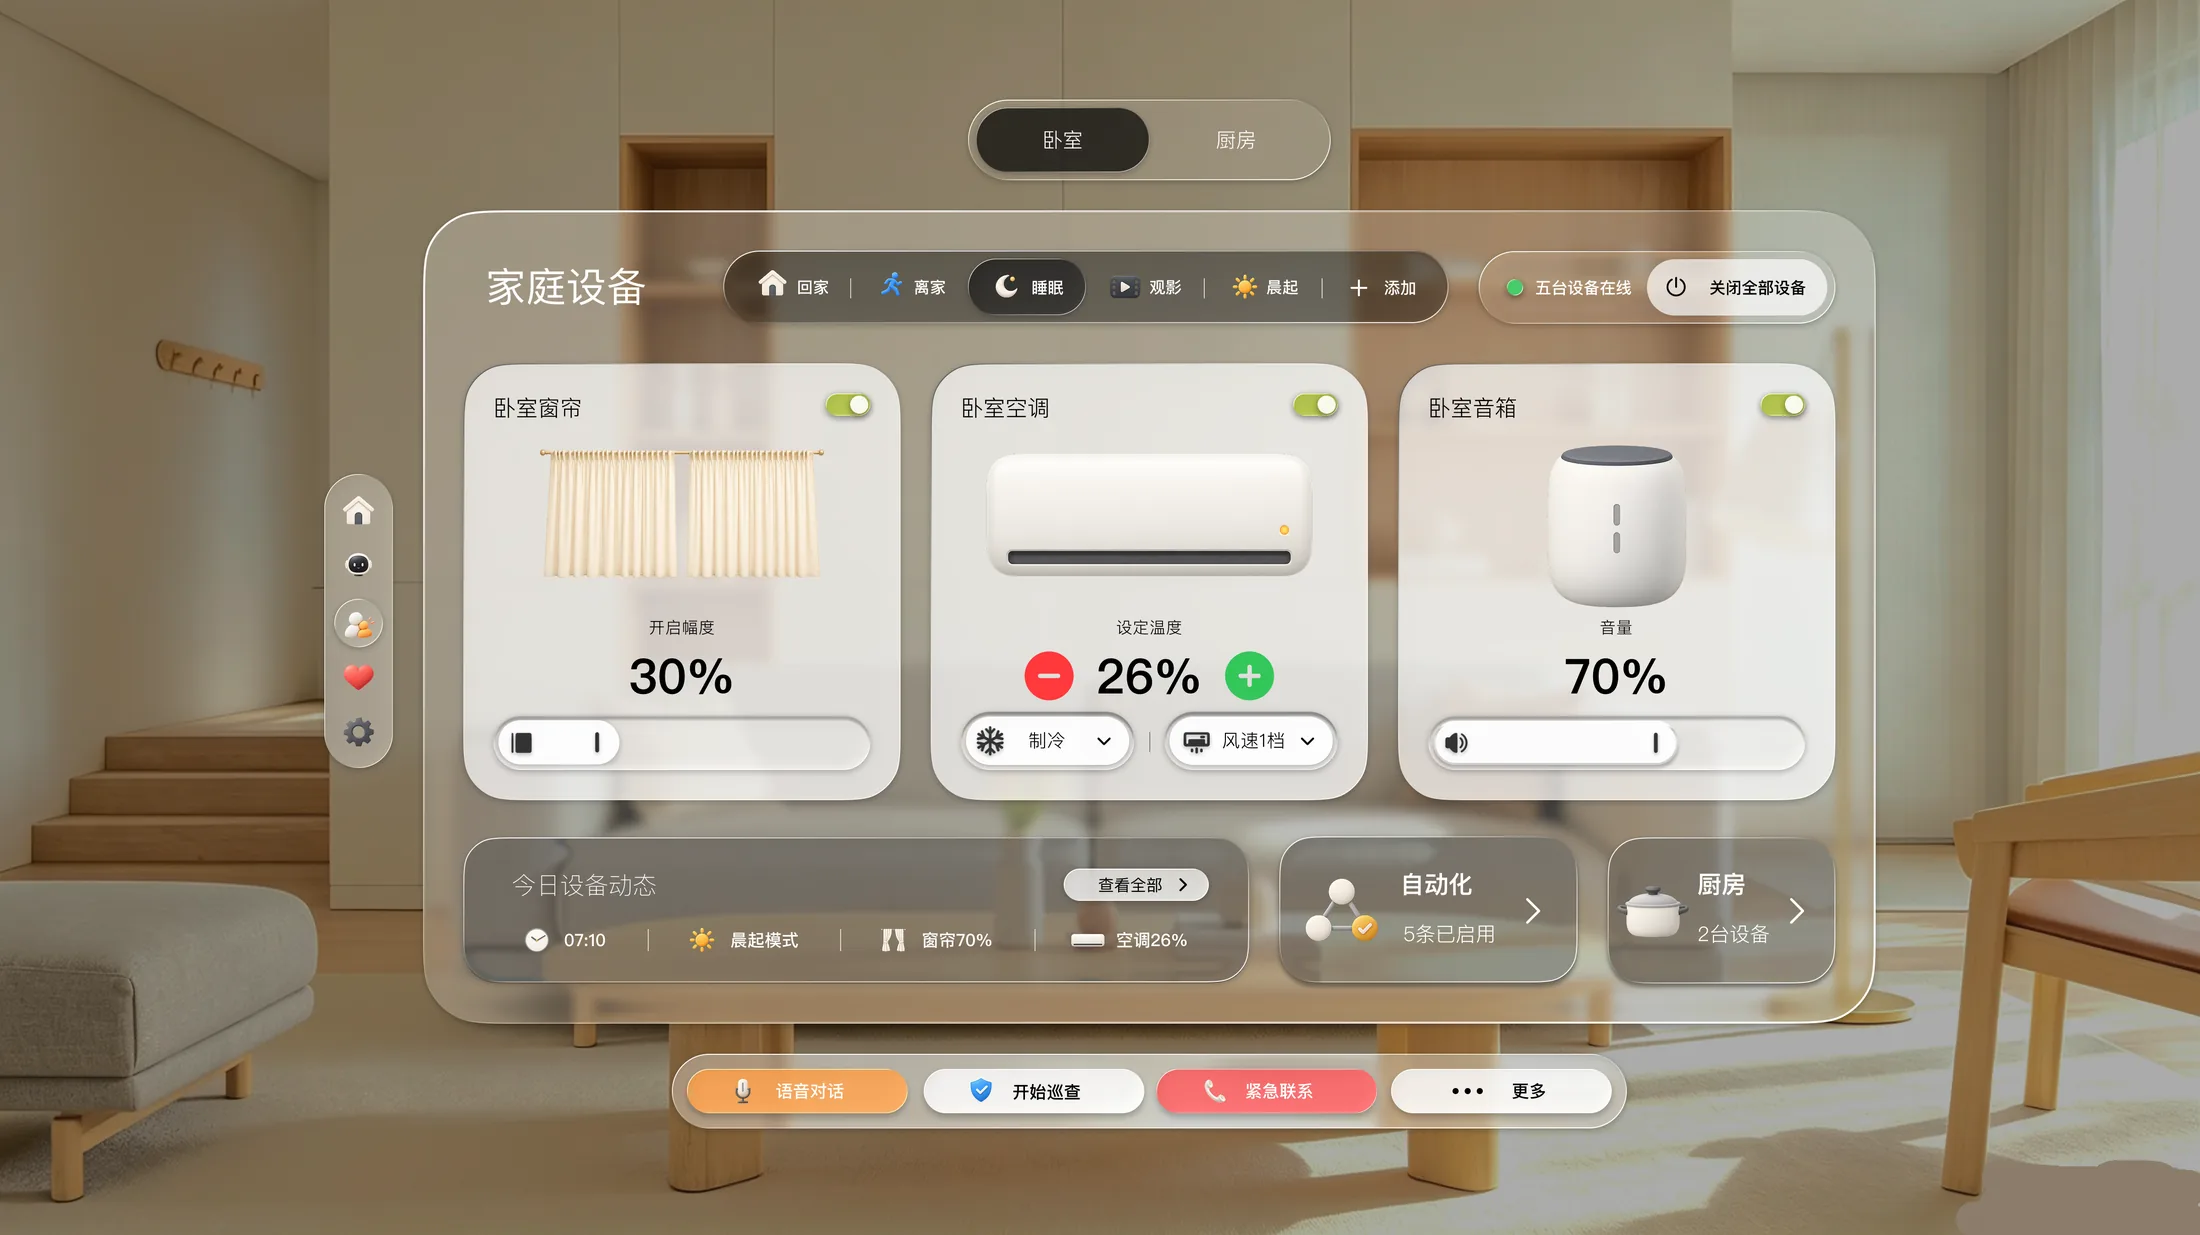 卧室
厨房
家庭设备
回家
离家
睡眠
观影
晨起
添加
五台设备在线
关闭全部设备
卧室窗帘
开启幅度
30%
卧室空调
设定温度
26%
制冷
风速1档
卧室音箱
音量
70%
今日设备动态
查看全部
07:10
晨起模式
窗帘70%
空调26%
自动化
5条已启用
厨房
2台设备
语音对话
开始巡查
紧急联系
更多